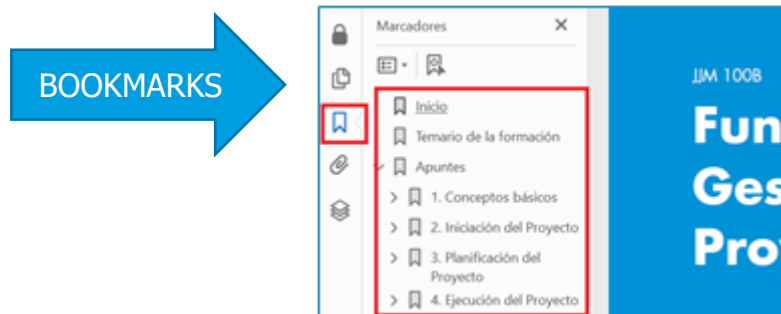 BOOKMARKS
Marcadores
Inicio
Temario de la formación
Apuntes
1. Conceptos básicos
2. Iniciación del Proyecto
3. Planificación del
Proyecto
4. Ejecución del Proyecto
JJM 100B
Fun
Ges
Pro